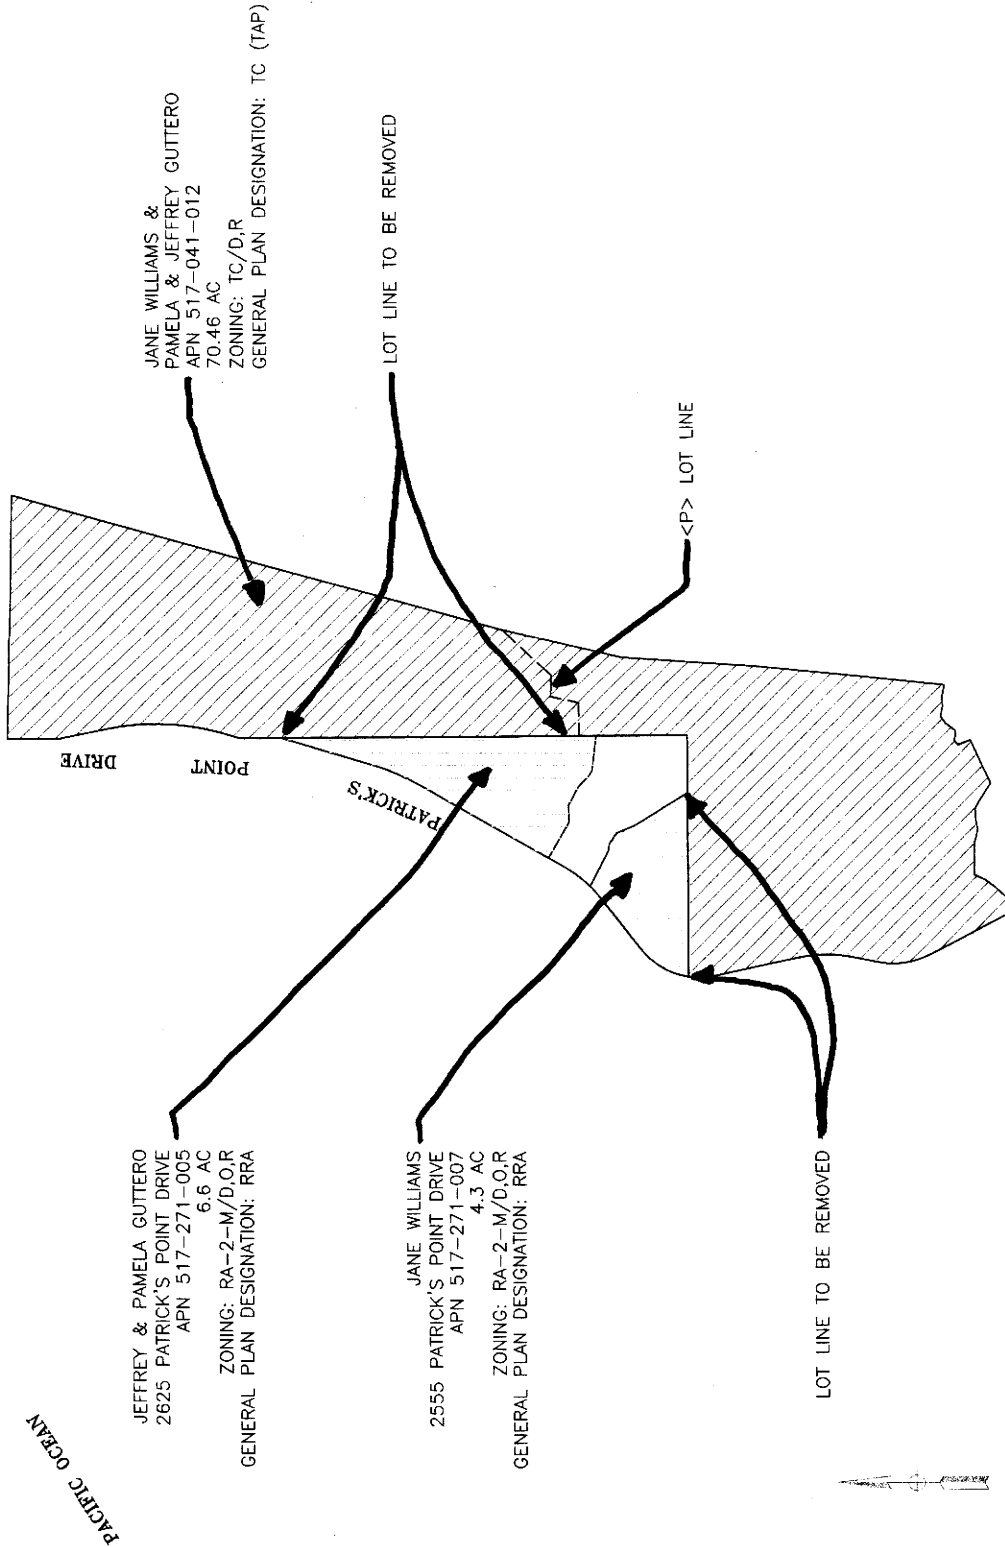 JANE WILLIAMS &
PAMELA & JEFFREY GUTTERO
APN 517-041-012
70.46 AC
ZONING: TC/D,R
GENERAL PLAN DESIGNATION: TC (TAP)
LOT LINE TO BE REMOVED
<P> LOT LINE
PATRICK'S
POINT
DRIVE
JEFFREY & PAMELA GUTTERO
2625 PATRICK'S POINT DRIVE
APN 517-271-005
6.6 AC
ZONING: RA-2-M/D,O,R
GENERAL PLAN DESIGNATION: RRA
JANE WILLIAMS
2555 PATRICK'S POINT DRIVE
APN 517-271-007
4.3 AC
ZONING: RA-2-M/D,O,R
GENERAL PLAN DESIGNATION: RRA
LOT LINE TO BE REMOVED
PACIFIC OCEAN